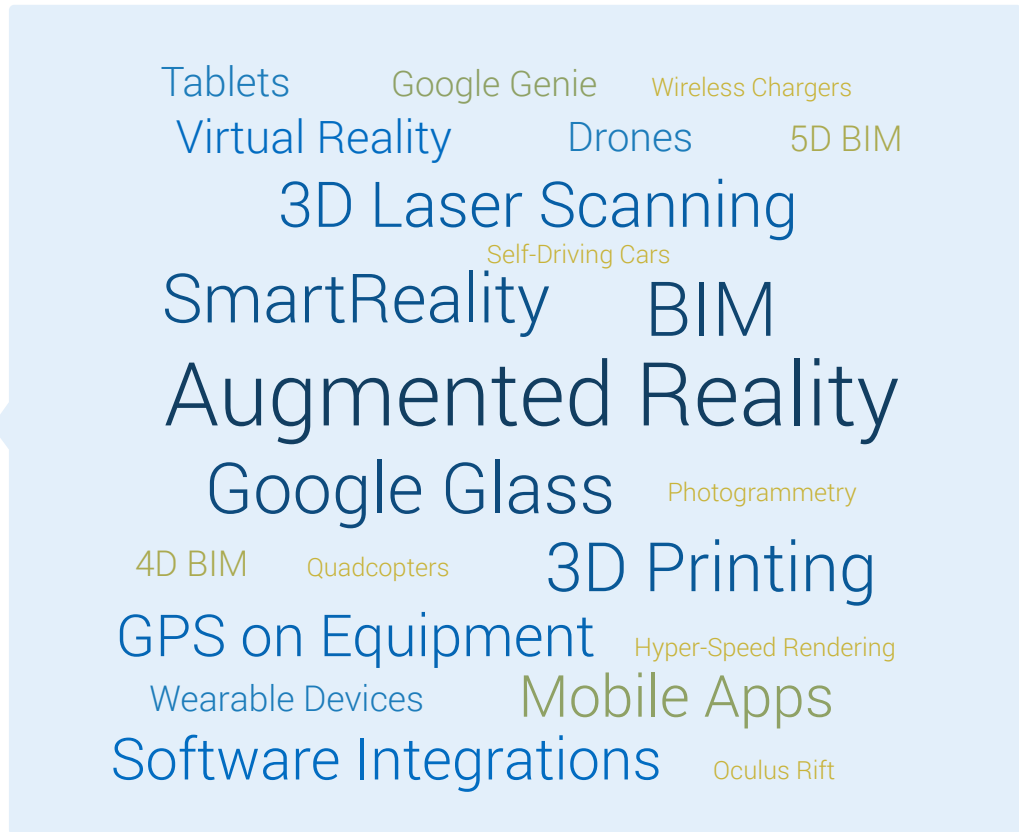 Tablets Google Genie Wireless Chargers
Virtual Reality Drones 5D BIM
3D Laser Scanning
Self-Driving Cars
SmartReality BIM
Augmented Reality
Google Glass Photogrammetry
4D BIM Quadcopters 3D Printing
GPS on Equipment Hyper-Speed Rendering
Wearable Devices Mobile Apps
Software Integrations Oculus Rift